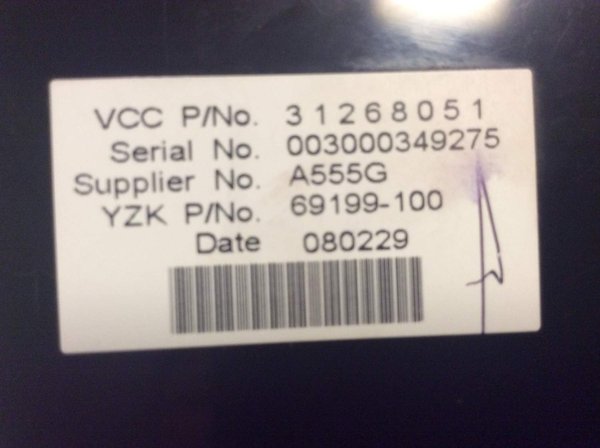 VCC P/No. 31268051
Serial No. 003000349275
Supplier No. A555G
YZK P/No. 69199-100
Date 080229